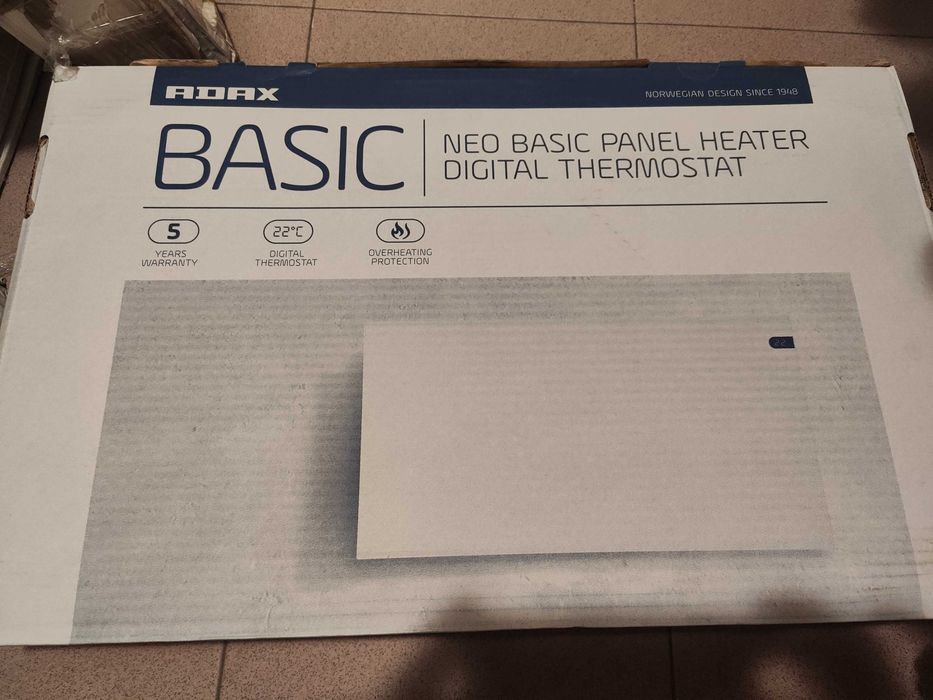 ADAX
NORWEGIAN DESIGN SINCE 1948
BASIC
NEO BASIC PANEL HEATER
DIGITAL THERMOSTAT
5
YEARS
WARRANTY
22°C
DIGITAL
THERMOSTAT
OVERHEATING
PROTECTION
22